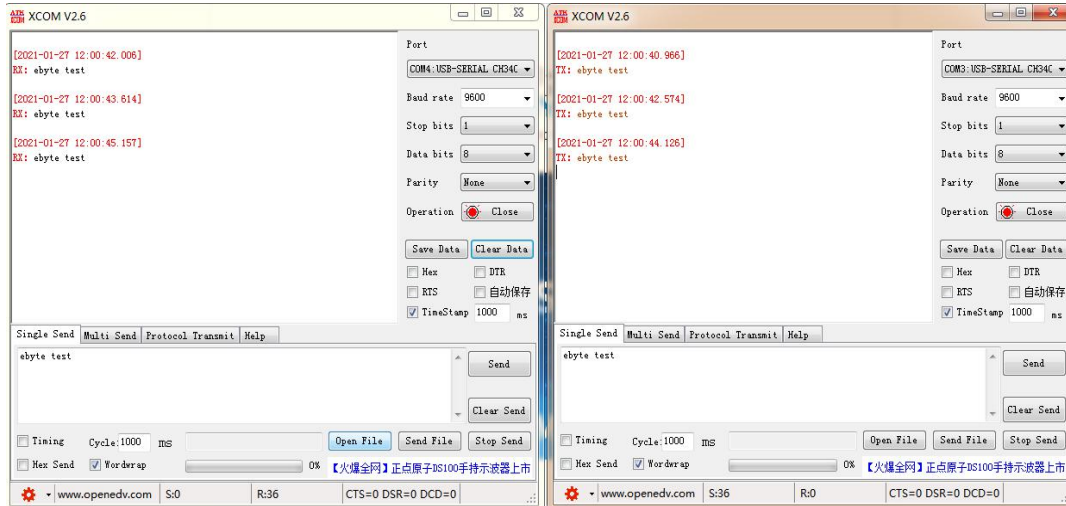 XCOM V2.6
[2021-01-27 12:00:42.006]
RX: ebyte test
[2021-01-27 12:00:43.614]
RX: ebyte test
[2021-01-27 12:00:45.157]
RX: ebyte test
Port
COM4:USB-SERIAL CH34C
Baud rate 9600
Stop bits 1
Data bits 8
Parity None
Operation Close
Save Data Clear Data
Hex DTR
RTS 自动保存
TimeStamp 1000 ms
Single Send Multi Send Protocol Transmit Help
ebyte test
Send
Clear Send
Timing Cycle:1000 ms Open File Send File Stop Send
Hex Send Wordwrap 0% 【火爆全网】正点原子DS100手持示波器上市
www.openedv.com S:0 R:36 CTS=0 DSR=0 DCD=0
XCOM V2.6
[2021-01-27 12:00:40.966]
TX: ebyte test
[2021-01-27 12:00:42.574]
TX: ebyte test
[2021-01-27 12:00:44.126]
TX: ebyte test
Port
COM3:USB-SERIAL CH34C
Baud rate 9600
Stop bits 1
Data bits 8
Parity None
Operation Close
Save Data Clear Data
Hex DTR
RTS 自动保存
TimeStamp 1000 ms
Single Send Multi Send Protocol Transmit Help
ebyte test
Send
Clear Send
Timing Cycle:1000 ms Open File Send File Stop Send
Hex Send Wordwrap 0% 【火爆全网】正点原子DS100手持示波器上市
www.openedv.com S:36 R:0 CTS=0 DSR=0 DCD=0